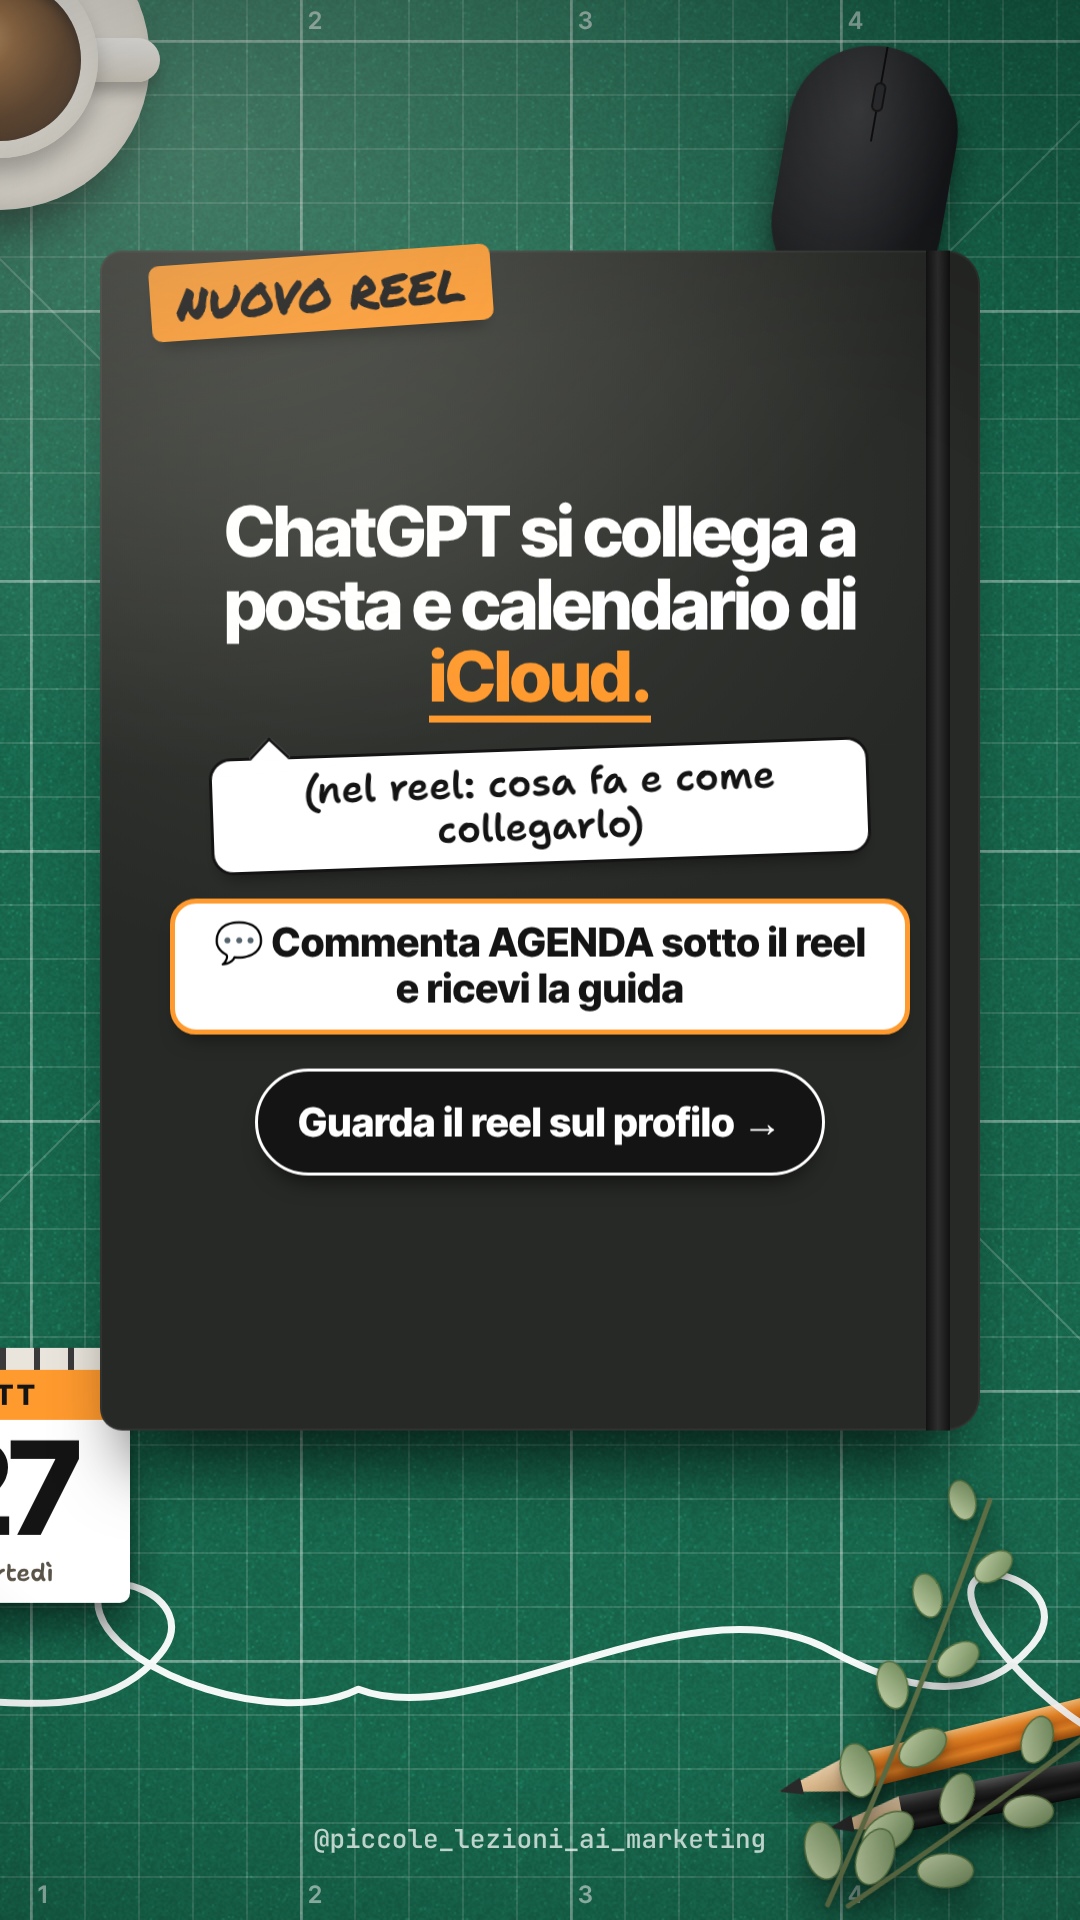 2 3 4
NUOVO REEL
ChatGPT si collega a
posta e calendario di
iCloud.
(nel reel: cosa fa e come
collegarlo)
💬 Commenta AGENDA sotto il reel
e ricevi la guida
Guarda il reel sul profilo →
TT
27
rtedì
@piccole_lezioni_ai_marketing
1 2 3 4